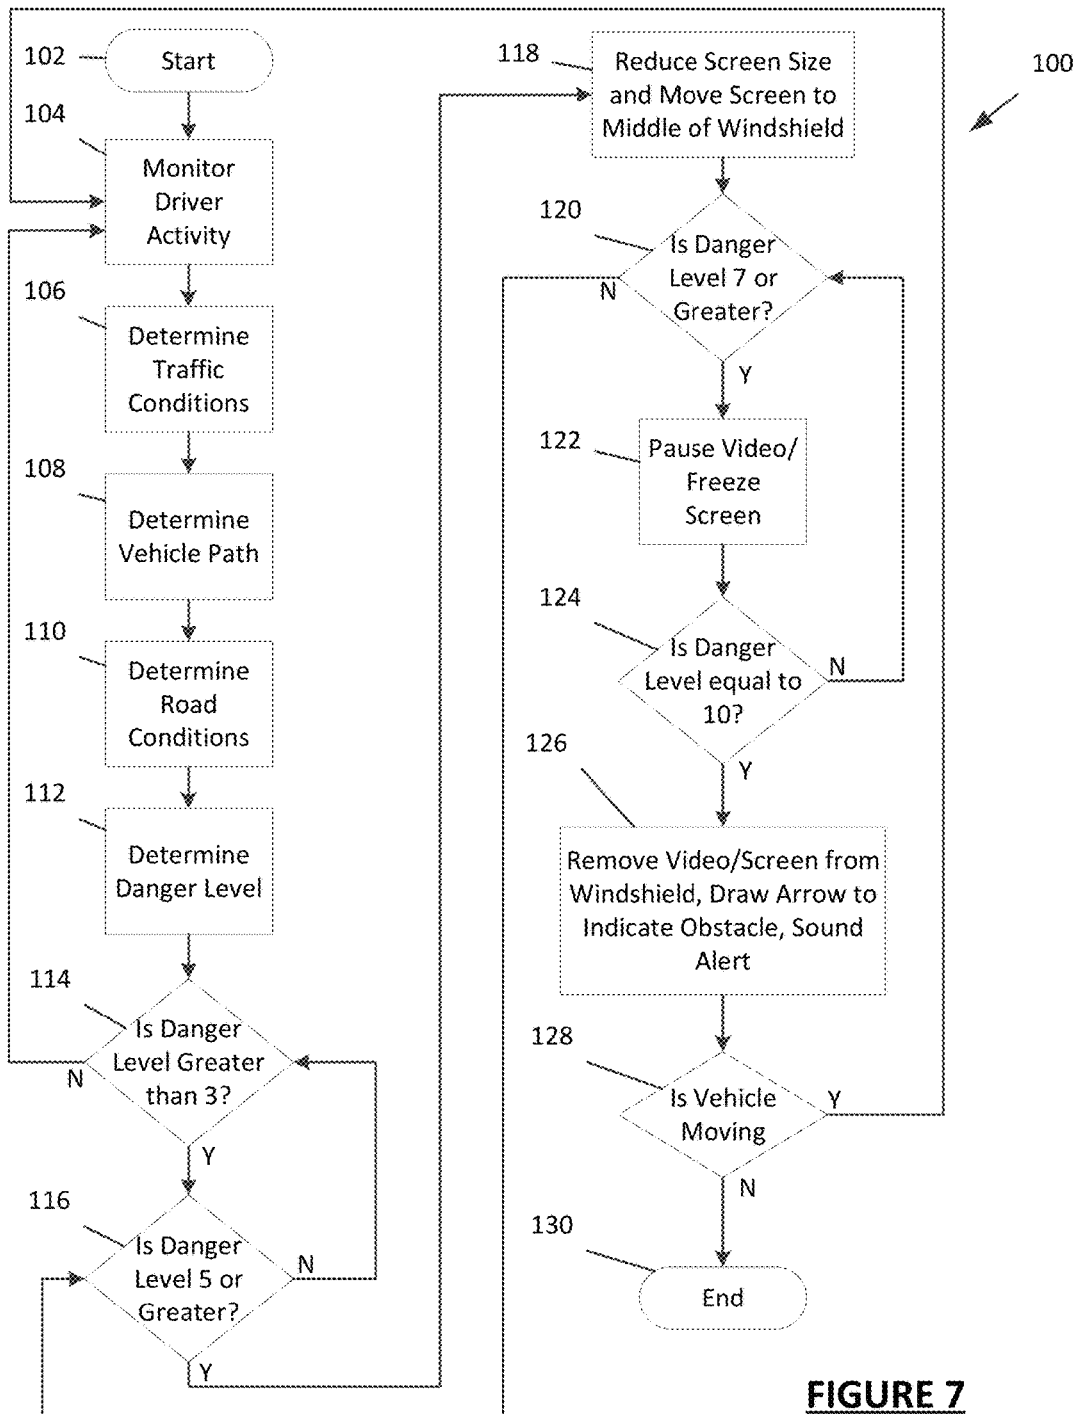 102
Start
104
Monitor
Driver
Activity
106
Determine
Traffic
Conditions
108
Determine
Vehicle Path
110
Determine
Road
Conditions
112
Determine
Danger Level
114
Is Danger
Level Greater
than 3?
N
Y
116
Is Danger
Level 5 or
Greater?
N
Y
118
Reduce Screen Size
and Move Screen to
Middle of Windshield
100
120
Is Danger
Level 7 or
Greater?
N
Y
122
Pause Video/
Freeze
Screen
124
Is Danger
Level equal to
10?
N
Y
126
Remove Video/Screen from
Windshield, Draw Arrow to
Indicate Obstacle, Sound
Alert
128
Is Vehicle
Moving
Y
N
130
End
FIGURE 7